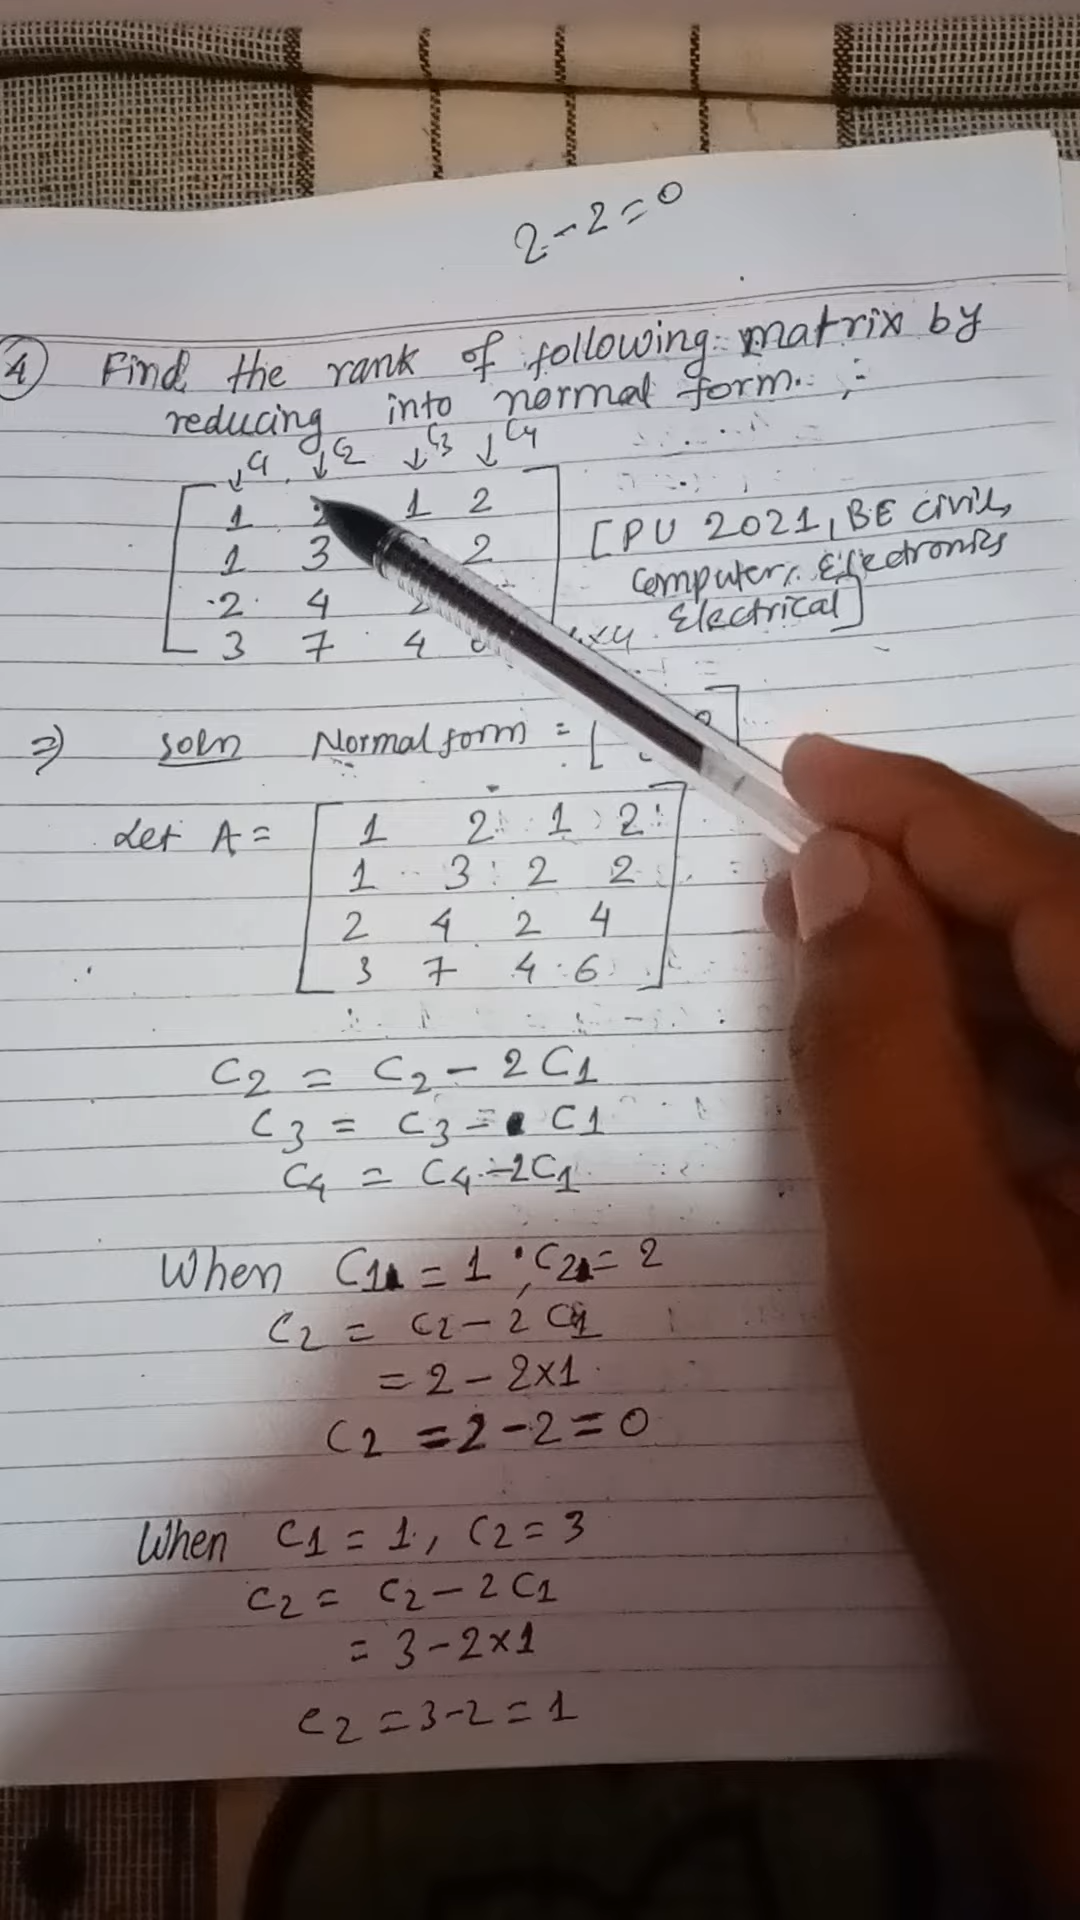 2-2=0
4 Find the rank of following matrix by
reducing into normal form. :-
C1 C2 C3 C4
1 2 1 2
1 3 2
2 4 2
3 7 4
[PU 2021, BE civil,
computer, Electronics
Electrical]
⇒ Soln Normal form = [
Let A =
1 2 1 2
1 3 2 2
2 4 2 4
3 7 4 6
C2 = C2 - 2C1
C3 = C3 - C1
C4 = C4 - 2C1
When C1 = 1, C2 = 2
C2 = C2 - 2C1
= 2 - 2×1
C2 = 2-2 = 0
When C1 = 1, C2 = 3
C2 = C2 - 2C1
= 3-2×1
C2 = 3-2 = 1